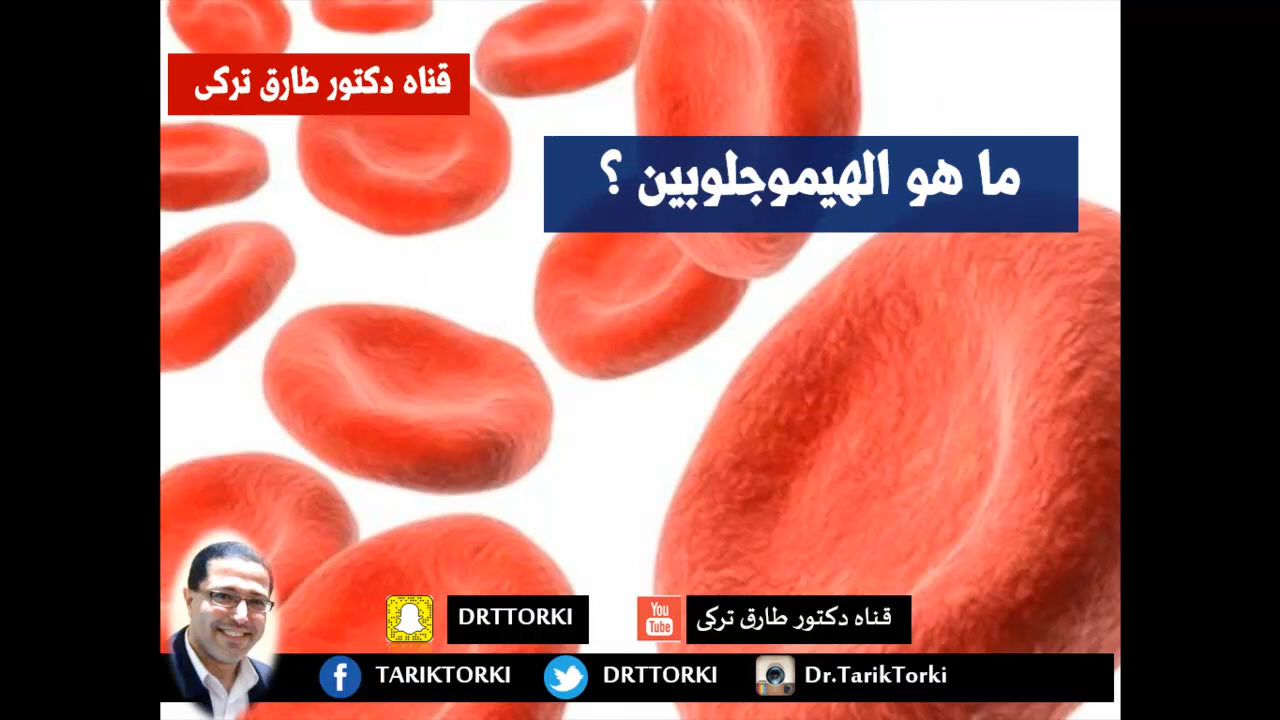 قناه دكتور طارق تركى
ما هو الهيموجلوبين ؟
DRTTORKI
You Tube
قناه دكتور طارق تركى
TARIKTORKI
DRTTORKI
Dr.TarikTorki